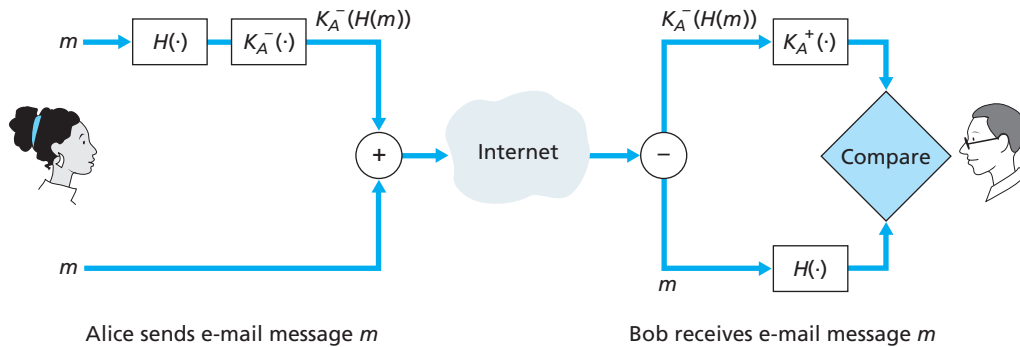 m
H(·)
K_A^-(·)
K_A^-(H(m))
+
m
Internet
−
K_A^-(H(m))
K_A^+(·)
Compare
m
H(·)
Alice sends e-mail message m
Bob receives e-mail message m